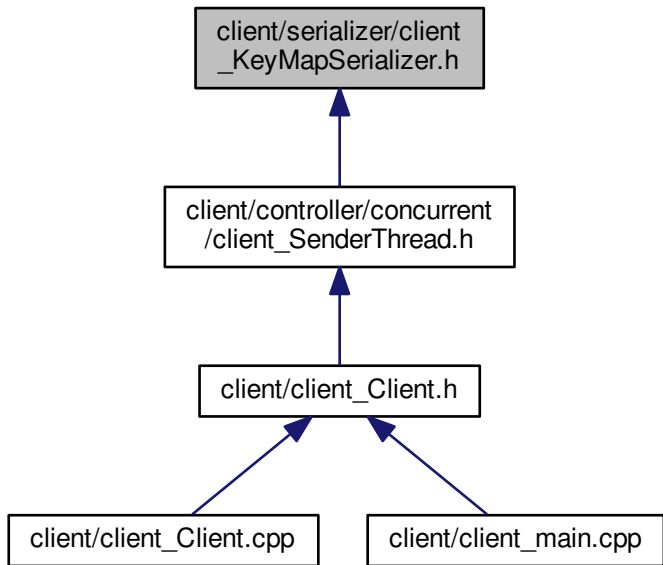 client/serializer/client
_KeyMapSerializer.h
client/controller/concurrent
/client_SenderThread.h
client/client_Client.h
client/client_Client.cpp
client/client_main.cpp